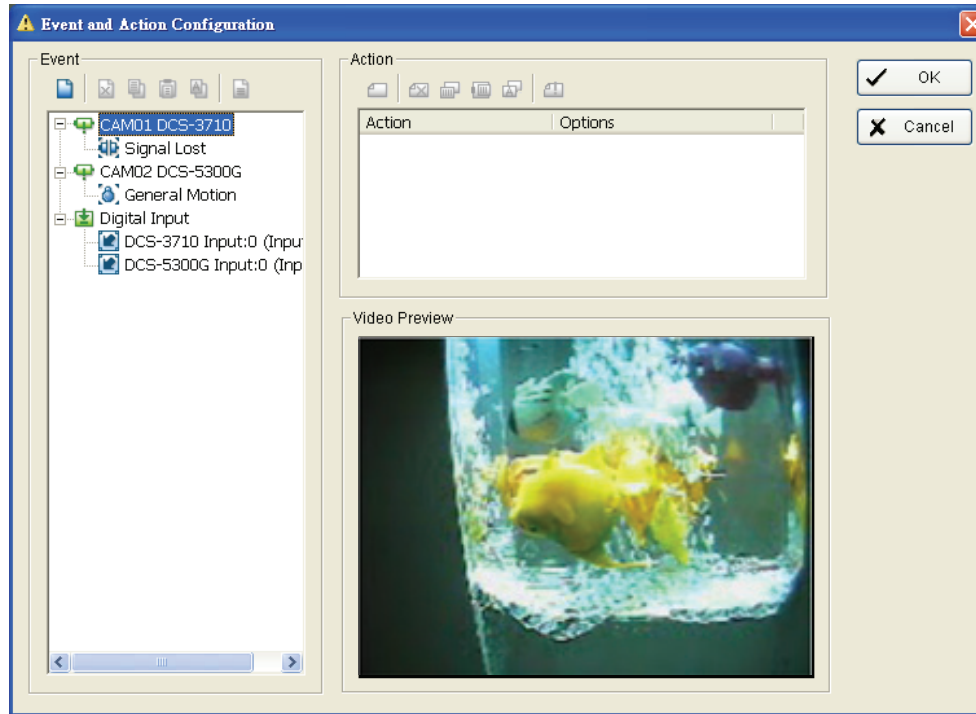 Event and Action Configuration
Event
CAM01 DCS-3710
Signal Lost
CAM02 DCS-5300G
General Motion
Digital Input
DCS-3710 Input:0 (Inpu
DCS-5300G Input:0 (Inp
Action
Action Options
Video Preview
OK
Cancel